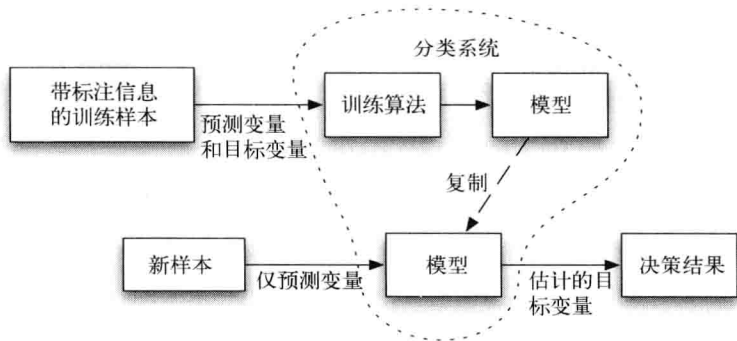 分类系统
带标注信息
的训练样本
训练算法
模型
预测变量
和目标变量
复制
新样本
仅预测变量
模型
估计的目
标变量
决策结果